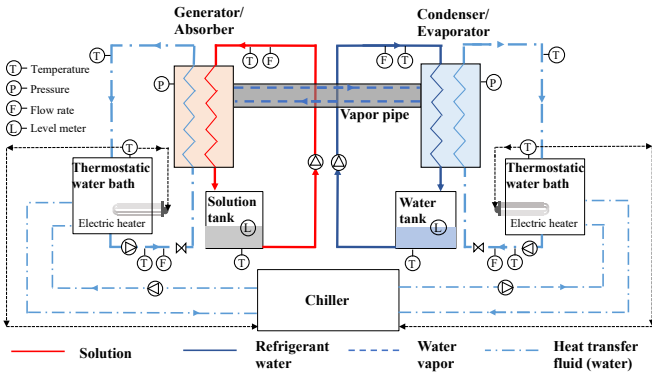 Generator/
Absorber
Condenser/
Evaporator
T
T
F
F
T
T
T Temperature
P Pressure
F Flow rate
L Level meter
P
P
Vapor pipe
T
T
Thermostatic
water bath
Electric heater
Solution
tank
L
Water
tank
L
Thermostatic
water bath
Electric heater
T
F
T
T
F
T
Chiller
Solution
Refrigerant
water
Water
vapor
Heat transfer
fluid (water)